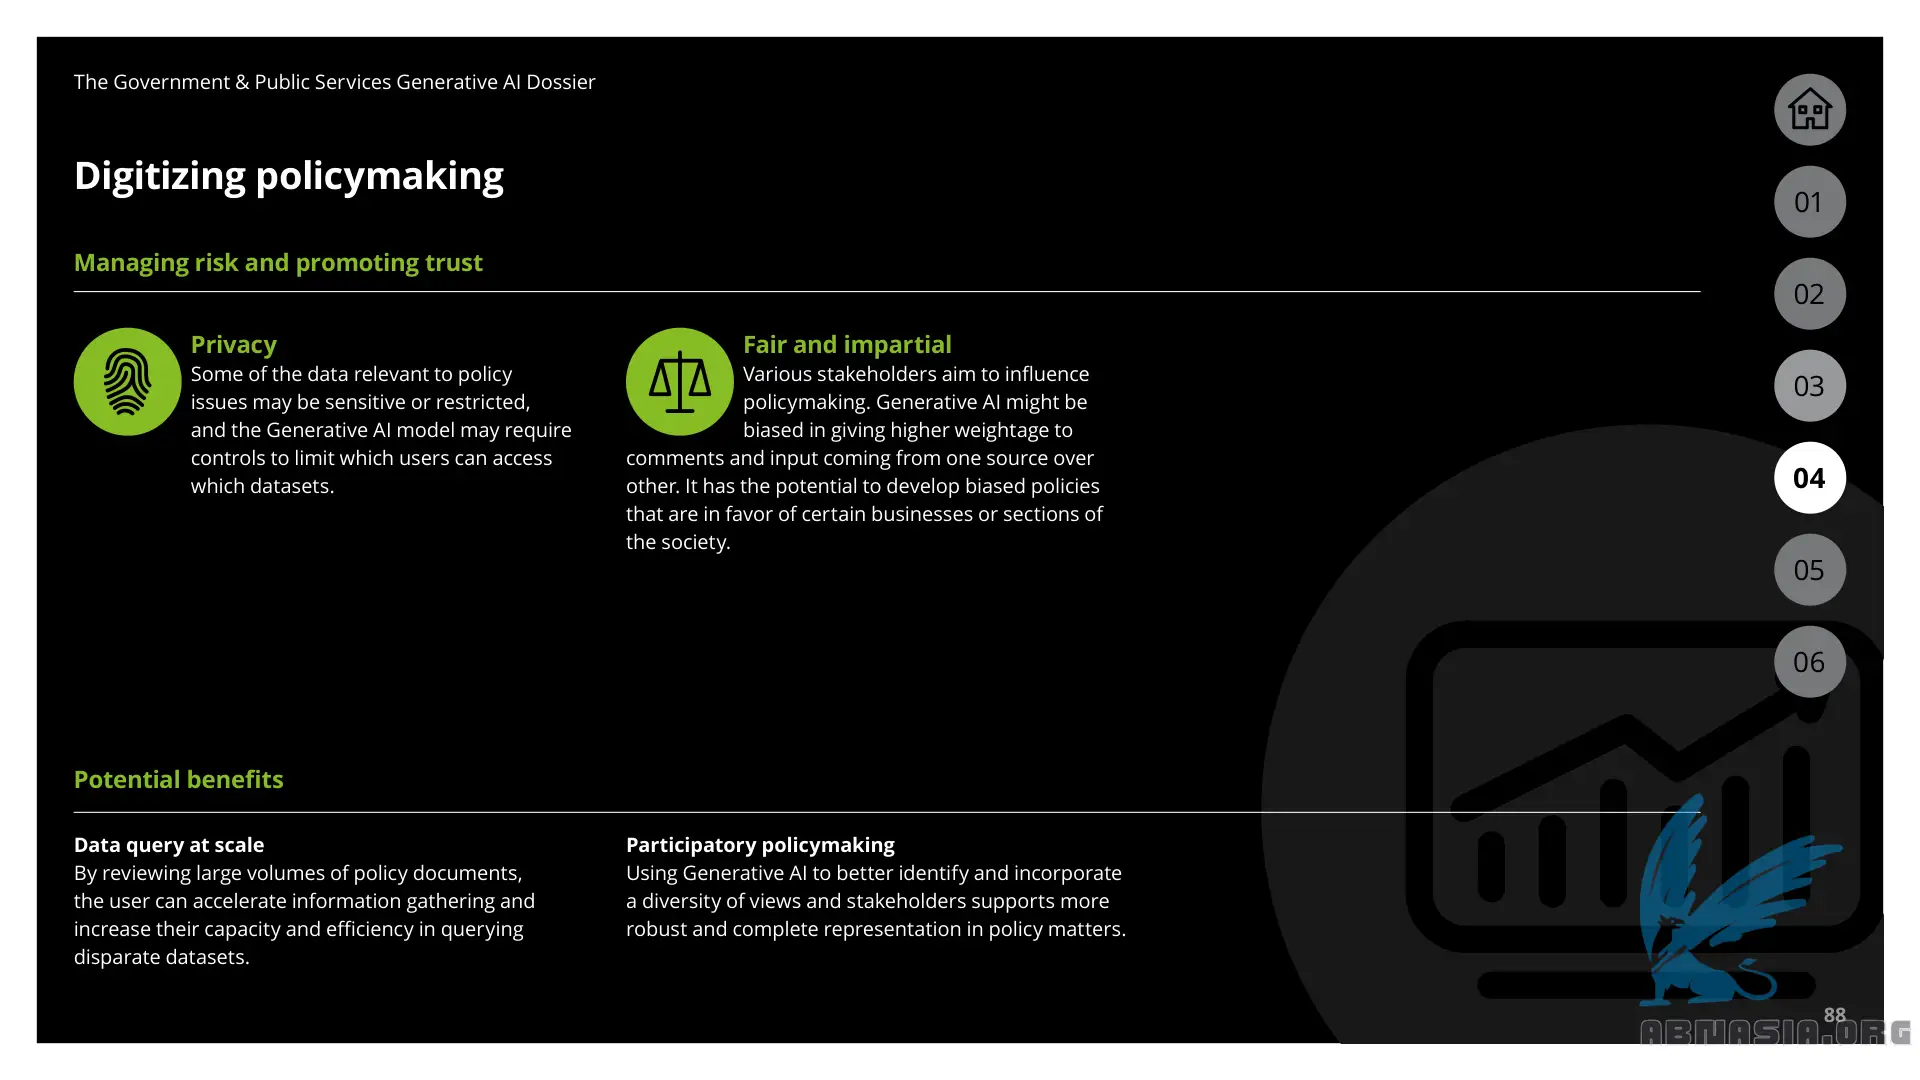 The Government & Public Services Generative AI Dossier
Digitizing policymaking
Managing risk and promoting trust
Privacy
Some of the data relevant to policy
issues may be sensitive or restricted,
and the Generative AI model may require
controls to limit which users can access
which datasets.
Fair and impartial
Various stakeholders aim to influence
policymaking. Generative AI might be
biased in giving higher weightage to
comments and input coming from one source over
other. It has the potential to develop biased policies
that are in favor of certain businesses or sections of
the society.
Potential benefits
Data query at scale
By reviewing large volumes of policy documents,
the user can accelerate information gathering and
increase their capacity and efficiency in querying
disparate datasets.
Participatory policymaking
Using Generative AI to better identify and incorporate
a diversity of views and stakeholders supports more
robust and complete representation in policy matters.
01
02
03
04
05
06
88
ABNASIA.ORG